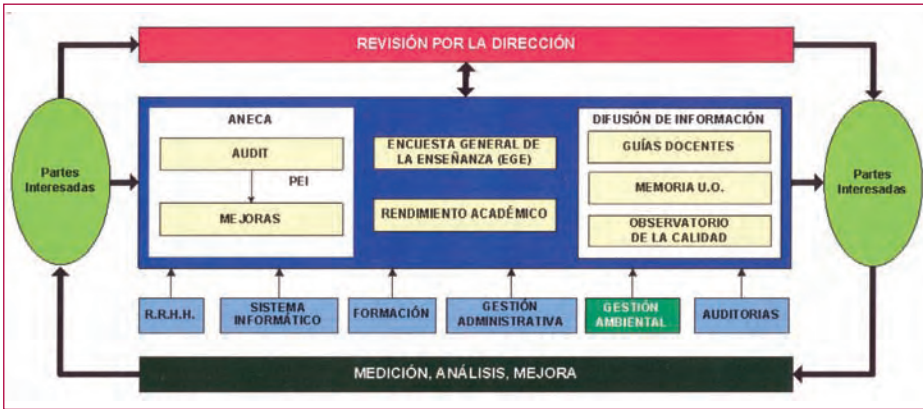 REVISIÓN POR LA DIRECCIÓN
Partes
Interesadas
ANECA
AUDIT
PEI
MEJORAS
ENCUESTA GENERAL DE
LA ENSEÑANZA (EGE)
RENDIMIENTO ACADÉMICO
DIFUSIÓN DE INFORMACIÓN
GUÍAS DOCENTES
MEMORIA U.O.
OBSERVATORIO
DE LA CALIDAD
Partes
Interesadas
R.R.H.H.
SISTEMA
INFORMÁTICO
FORMACIÓN
GESTIÓN
ADMINISTRATIVA
GESTIÓN
AMBIENTAL
AUDITORIAS
MEDICIÓN, ANÁLISIS, MEJORA